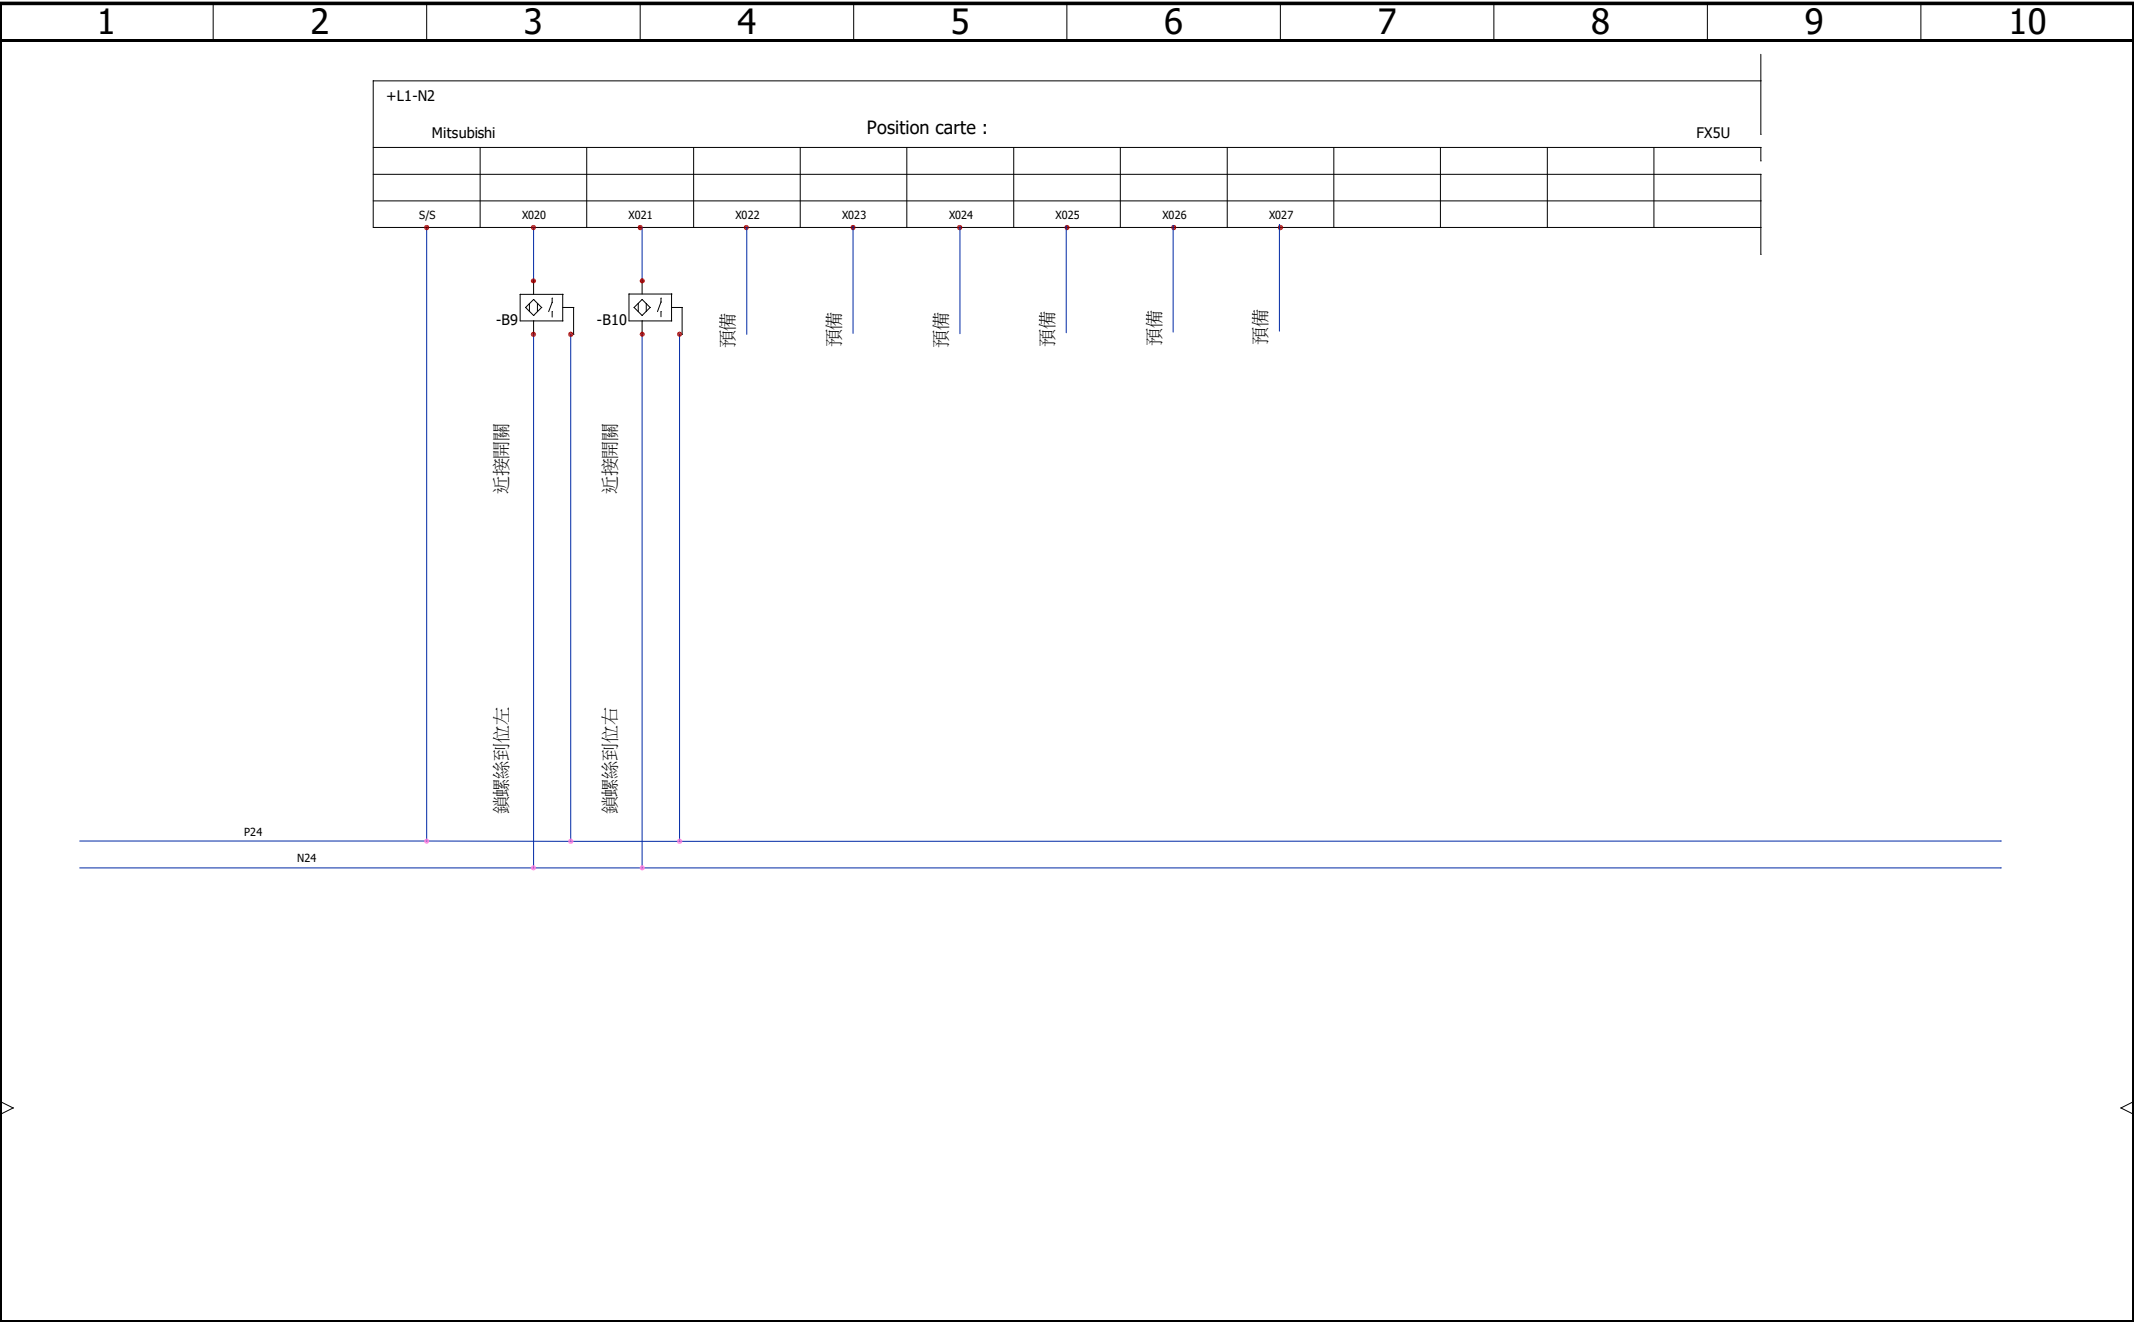 1 2 3 4 5 6 7 8 9 10
+L1-N2
Mitsubishi Position carte : FX5U
S/S X020 X021 X022 X023 X024 X025 X026 X027
-B9 -B10
預備 預備 預備 預備 預備 預備
近接開關 近接開關
鎖螺絲到位左 鎖螺絲到位右
P24
N24